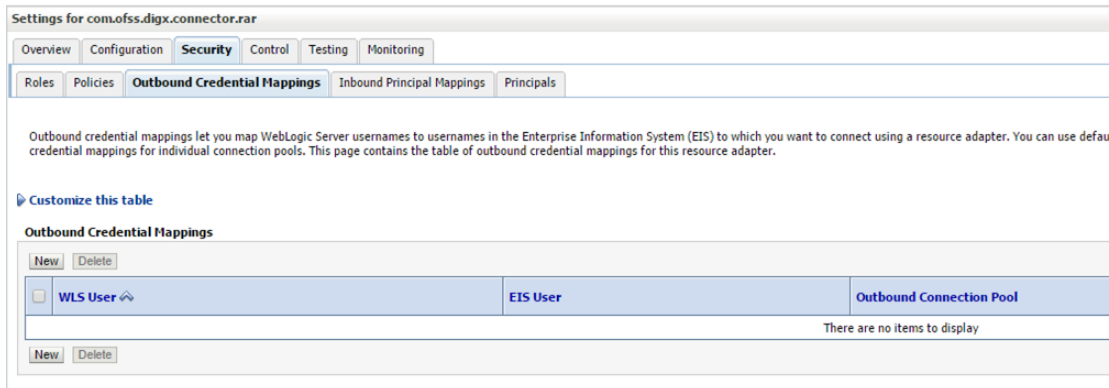 Settings for com.ofss.digx.connector.rar
Overview Configuration Security Control Testing Monitoring
Roles Policies Outbound Credential Mappings Inbound Principal Mappings Principals
Outbound credential mappings let you map WebLogic Server usernames to usernames in the Enterprise Information System (EIS) to which you want to connect using a resource adapter. You can use defau
credential mappings for individual connection pools. This page contains the table of outbound credential mappings for this resource adapter.
Customize this table
Outbound Credential Mappings
New Delete
WLS User EIS User Outbound Connection Pool
There are no items to display
New Delete